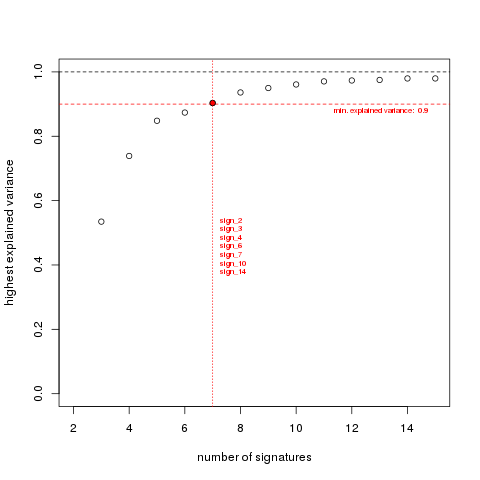 1.0
0.8
0.6
0.4
0.2
0.0
highest explained variance
min. explained variance: 0.9
sign_2
sign_3
sign_4
sign_6
sign_7
sign_10
sign_14
2 4 6 8 10 12 14
number of signatures